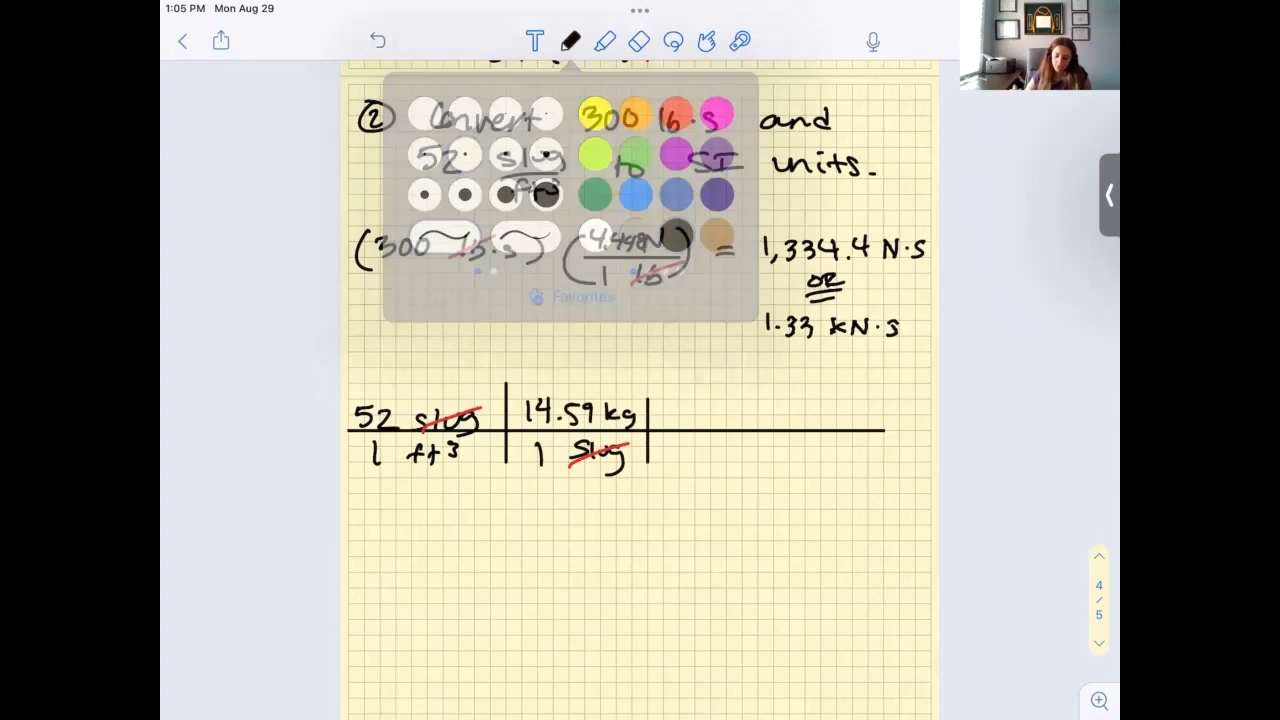 1:05 PM Mon Aug 29
② Convert 300 lb·s and
52 slug to SI units.
ft³
(300 lb·s) (4.448N) = 1,334.4 N·s
1 lb
OR
1.33 kN·s
Favorites
52 slug 14.59 kg
1 ft³ 1 slug
4
/
5